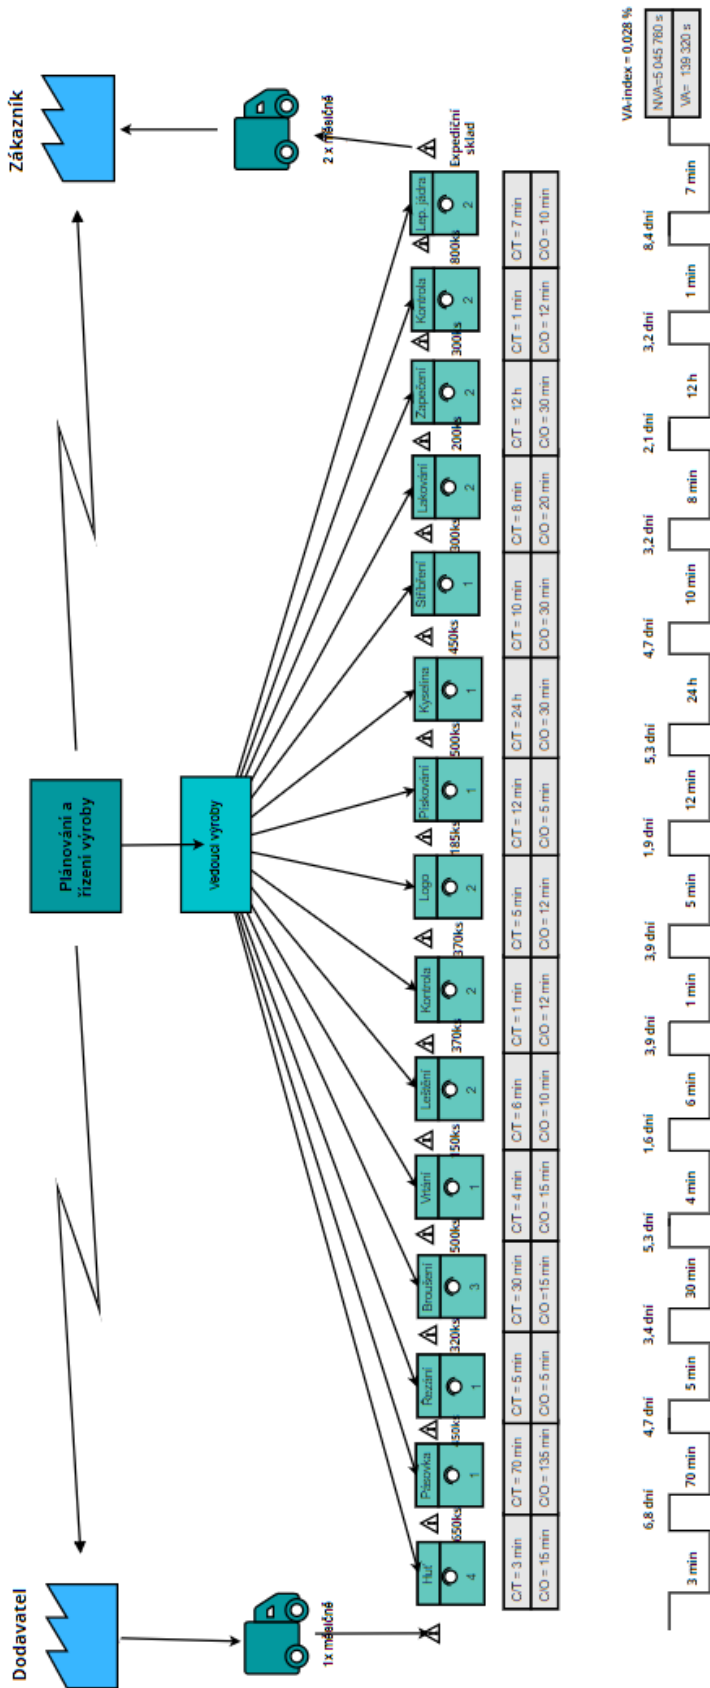 Dodavatel
Zákazník
Plánování a
řízení výroby
Vedoucí výroby
1x měsíčně
2 x měsíčně
Expediční
sklad
Huť
4
650ks
Pásovka
1
450ks
Řezání
1
320ks
Broušení
3
500ks
Vrtání
1
150ks
Leštění
2
370ks
Kontrola
2
370ks
Logo
2
185ks
Pískování
1
500ks
Kyselina
1
450ks
Stříbření
1
300ks
Lakování
2
200ks
Zapečení
2
300ks
Kontrola
2
800ks
Lep. jádra
2
C/T = 3 min
C/T = 70 min
C/T = 5 min
C/T = 30 min
C/T = 4 min
C/T = 6 min
C/T = 1 min
C/T = 5 min
C/T = 12 min
C/T = 24 h
C/T = 10 min
C/T = 8 min
C/T = 12 h
C/T = 1 min
C/T = 7 min
C/O = 15 min
C/O = 135 min
C/O = 5 min
C/O =15 min
C/O = 15 min
C/O = 10 min
C/O = 12 min
C/O = 12 min
C/O = 5 min
C/O = 30 min
C/O = 30 min
C/O = 20 min
C/O = 30 min
C/O = 12 min
C/O = 10 min
6,8 dní
4,7 dní
3,4 dní
5,3 dní
1,6 dní
3,9 dní
3,9 dní
1,9 dní
5,3 dní
4,7 dní
3,2 dní
2,1 dní
3,2 dní
8,4 dní
3 min
70 min
5 min
30 min
4 min
6 min
1 min
5 min
12 min
24 h
10 min
8 min
12 h
1 min
7 min
VA-index = 0,028 %
NVA=5 045 760 s
VA= 139 320 s